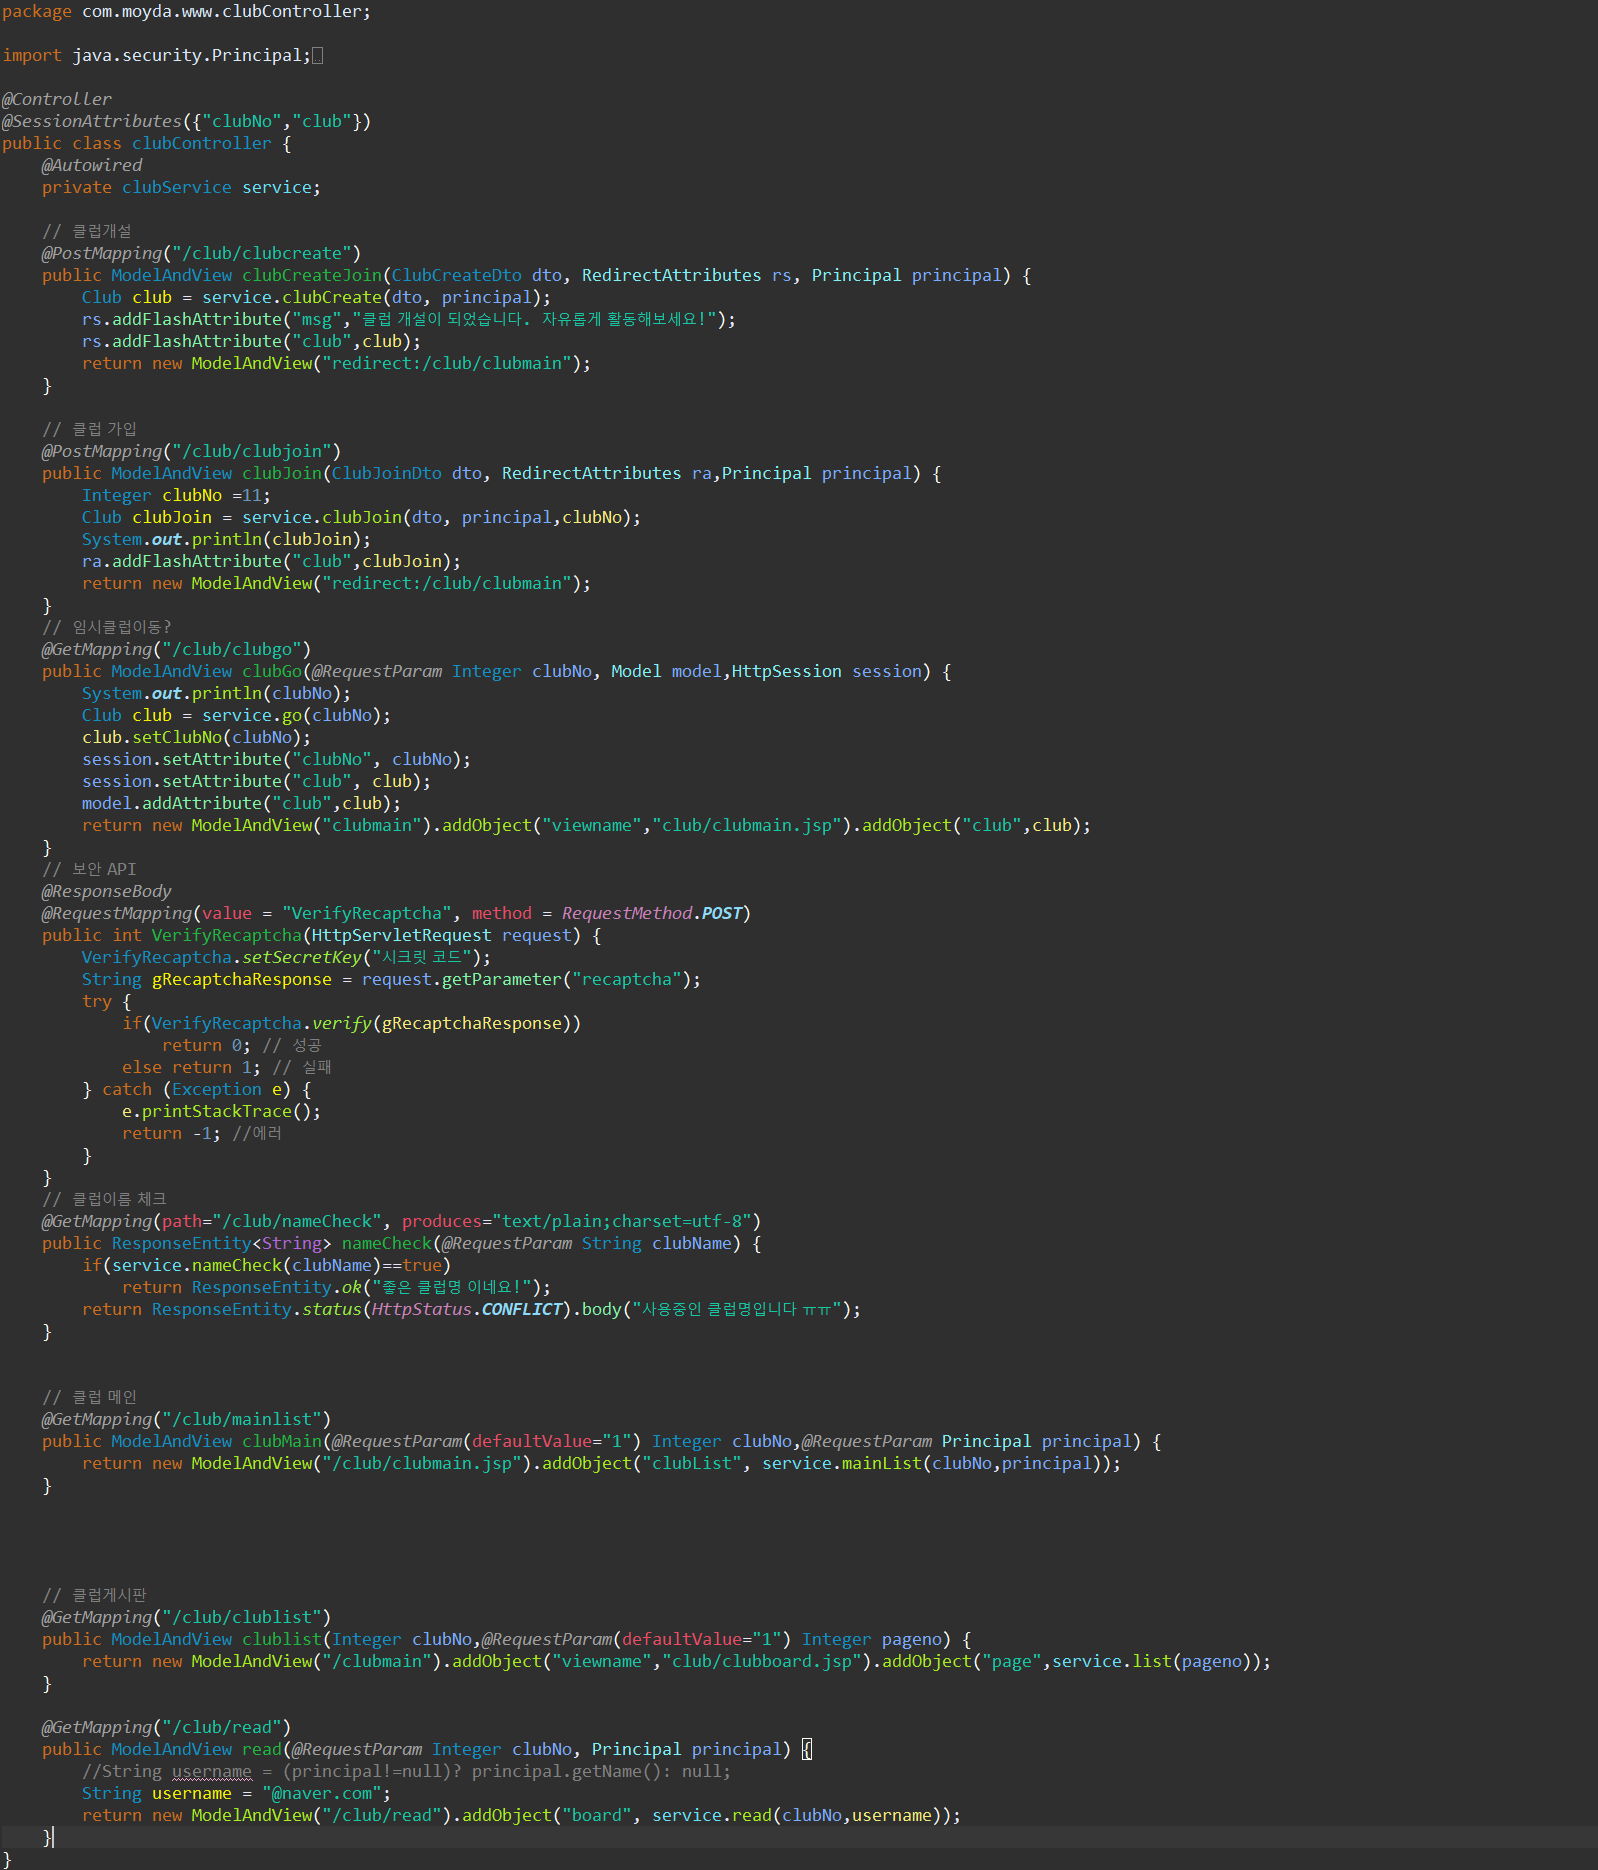 package com.moyda.www.clubController;
import java.security.Principal;
@Controller
@SessionAttributes({"clubNo","club"})
public class clubController {
    @Autowired
    private clubService service;
    // 클럽개설
    @PostMapping("/club/clubcreate")
    public ModelAndView clubCreateJoin(ClubCreateDto dto, RedirectAttributes rs, Principal principal) {
        Club club = service.clubCreate(dto, principal);
        rs.addFlashAttribute("msg","클럽 개설이 되었습니다. 자유롭게 활동해보세요!");
        rs.addFlashAttribute("club",club);
        return new ModelAndView("redirect:/club/clubmain");
    }
    // 클럽 가입
    @PostMapping("/club/clubjoin")
    public ModelAndView clubJoin(ClubJoinDto dto, RedirectAttributes ra,Principal principal) {
        Integer clubNo =11;
        Club clubJoin = service.clubJoin(dto, principal,clubNo);
        System.out.println(clubJoin);
        ra.addFlashAttribute("club",clubJoin);
        return new ModelAndView("redirect:/club/clubmain");
    }
    // 임시클럽이동?
    @GetMapping("/club/clubgo")
    public ModelAndView clubGo(@RequestParam Integer clubNo, Model model,HttpSession session) {
        System.out.println(clubNo);
        Club club = service.go(clubNo);
        club.setClubNo(clubNo);
        session.setAttribute("clubNo", clubNo);
        session.setAttribute("club", club);
        model.addAttribute("club",club);
        return new ModelAndView("clubmain").addObject("viewname","club/clubmain.jsp").addObject("club",club);
    }
    // 보안 API
    @ResponseBody
    @RequestMapping(value = "VerifyRecaptcha", method = RequestMethod.POST)
    public int VerifyRecaptcha(HttpServletRequest request) {
        VerifyRecaptcha.setSecretKey("시크릿 코드");
        String gRecaptchaResponse = request.getParameter("recaptcha");
        try {
            if(VerifyRecaptcha.verify(gRecaptchaResponse))
                return 0; // 성공
            else return 1; // 실패
        } catch (Exception e) {
            e.printStackTrace();
            return -1; //에러
        }
    }
    // 클럽이름 체크
    @GetMapping(path="/club/nameCheck", produces="text/plain;charset=utf-8")
    public ResponseEntity<String> nameCheck(@RequestParam String clubName) {
        if(service.nameCheck(clubName)==true)
            return ResponseEntity.ok("좋은 클럽명 이네요!");
        return ResponseEntity.status(HttpStatus.CONFLICT).body("사용중인 클럽명입니다 ㅠㅠ");
    }
    // 클럽 메인
    @GetMapping("/club/mainlist")
    public ModelAndView clubMain(@RequestParam(defaultValue="1") Integer clubNo,@RequestParam Principal principal) {
        return new ModelAndView("/club/clubmain.jsp").addObject("clubList", service.mainList(clubNo,principal));
    }
    // 클럽게시판
    @GetMapping("/club/clublist")
    public ModelAndView clublist(Integer clubNo,@RequestParam(defaultValue="1") Integer pageno) {
        return new ModelAndView("/clubmain").addObject("viewname","club/clubboard.jsp").addObject("page",service.list(pageno));
    }
    @GetMapping("/club/read")
    public ModelAndView read(@RequestParam Integer clubNo, Principal principal) {
        //String username = (principal!=null)? principal.getName(): null;
        String username = "@naver.com";
        return new ModelAndView("/club/read").addObject("board", service.read(clubNo,username));
    }
}